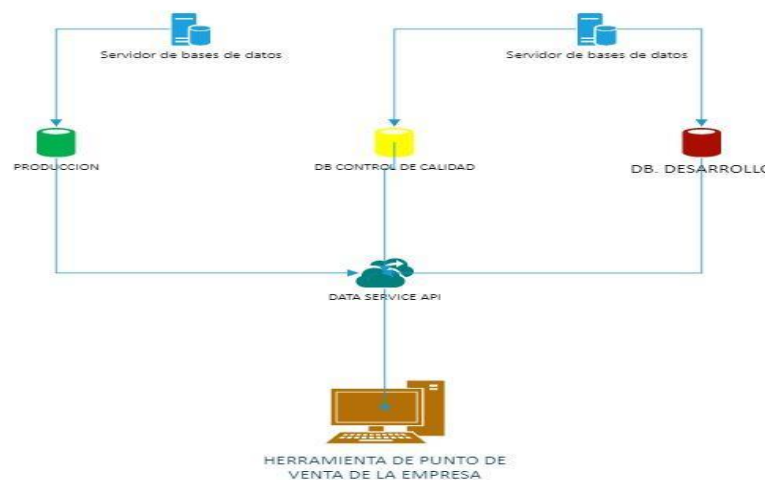 Servidor de bases de datos
Servidor de bases de datos
PRODUCCION
DB CONTROL DE CALIDAD
DB. DESARROLLO
DATA SERVICE API
HERRAMIENTA DE PUNTO DE
VENTA DE LA EMPRESA